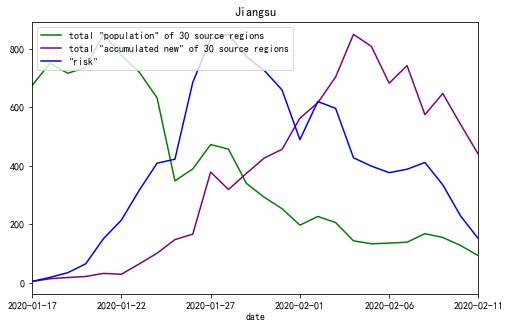 Jiangsu
total "population" of 30 source regions
total "accumulated new" of 30 source regions
"risk"
800
600
400
200
0
2020-01-17 2020-01-22 2020-01-27 2020-02-01 2020-02-06 2020-02-11
date